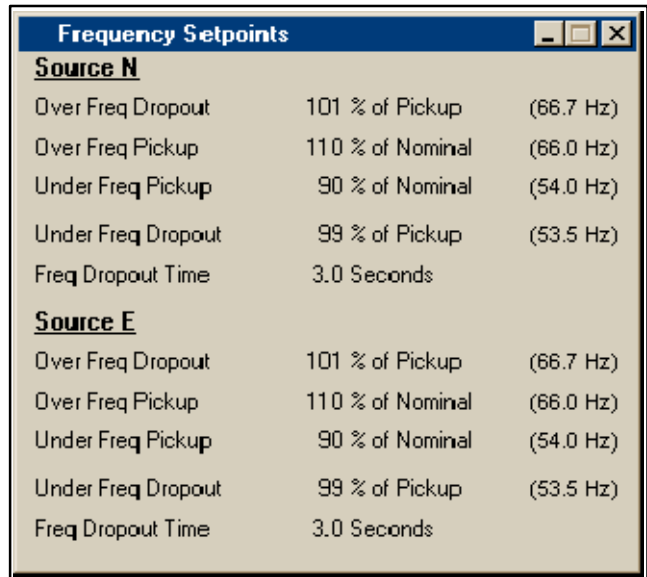 Frequency Setpoints
Source N
Over Freq Dropout 101 % of Pickup (66.7 Hz)
Over Freq Pickup 110 % of Nominal (66.0 Hz)
Under Freq Pickup 90 % of Nominal (54.0 Hz)
Under Freq Dropout 99 % of Pickup (53.5 Hz)
Freq Dropout Time 3.0 Seconds
Source E
Over Freq Dropout 101 % of Pickup (66.7 Hz)
Over Freq Pickup 110 % of Nominal (66.0 Hz)
Under Freq Pickup 90 % of Nominal (54.0 Hz)
Under Freq Dropout 99 % of Pickup (53.5 Hz)
Freq Dropout Time 3.0 Seconds